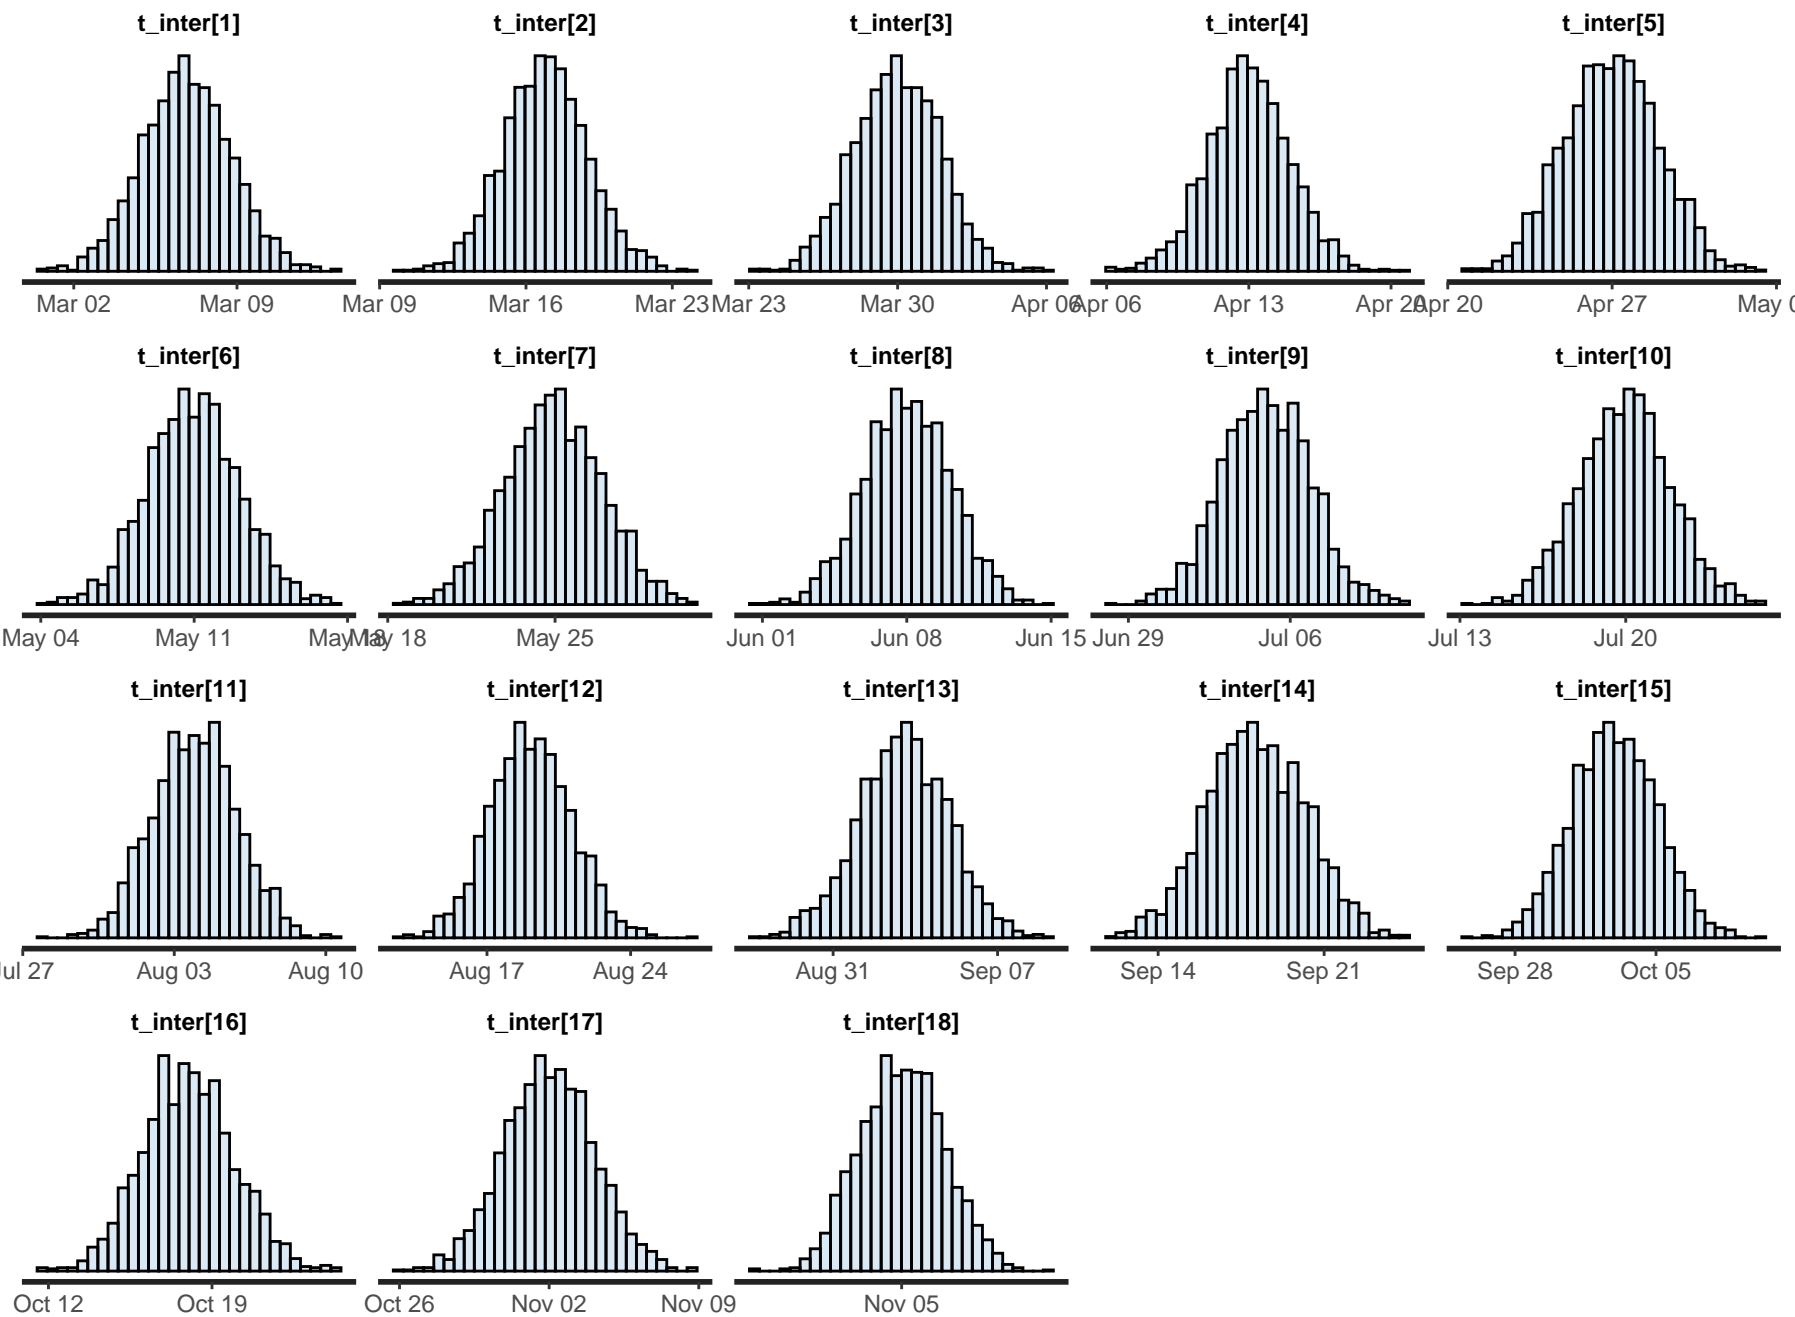 t_inter[1] t_inter[2] t_inter[3] t_inter[4] t_inter[5]
Mar 02 Mar 09 Mar 09 Mar 16 Mar 23 Mar 23 Mar 30 Apr 06 Apr 06 Apr 13 Apr 20 Apr 20 Apr 27 May 0
t_inter[6] t_inter[7] t_inter[8] t_inter[9] t_inter[10]
May 04 May 11 May 18 May 18 May 25 Jun 01 Jun 08 Jun 15 Jun 29 Jul 06 Jul 13 Jul 20
t_inter[11] t_inter[12] t_inter[13] t_inter[14] t_inter[15]
Jul 27 Aug 03 Aug 10 Aug 17 Aug 24 Aug 31 Sep 07 Sep 14 Sep 21 Sep 28 Oct 05
t_inter[16] t_inter[17] t_inter[18]
Oct 12 Oct 19 Oct 26 Nov 02 Nov 09 Nov 05